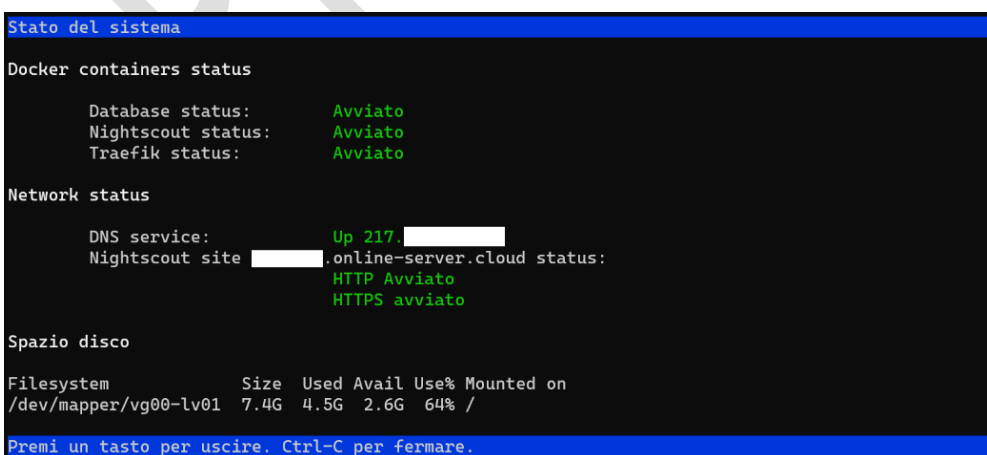 Stato del sistema
Docker containers status
Database status: Avviato
Nightscout status: Avviato
Traefik status: Avviato
Network status
DNS service: Up 217.
Nightscout site .online-server.cloud status:
HTTP Avviato
HTTPS avviato
Spazio disco
Filesystem Size Used Avail Use% Mounted on
/dev/mapper/vg00-lv01 7.4G 4.5G 2.6G 64% /
Premi un tasto per uscire. Ctrl-C per fermare.